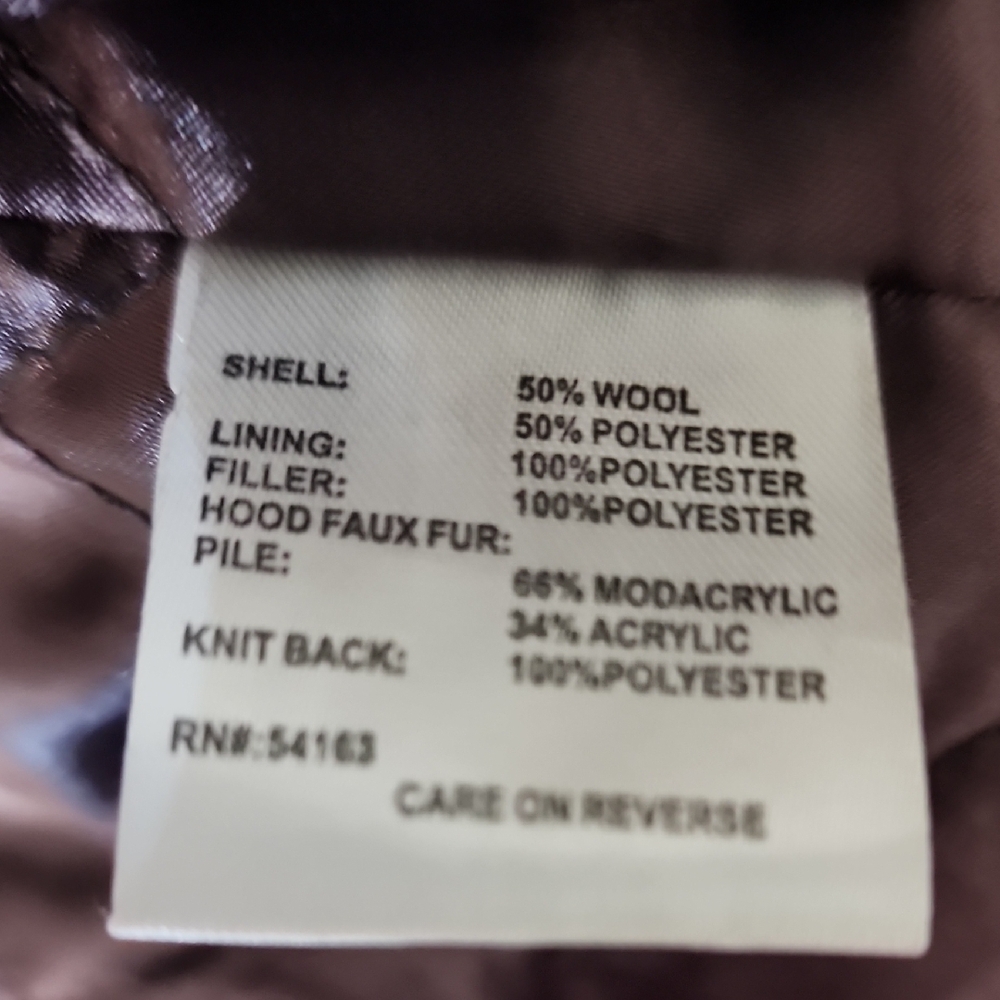 SHELL: 50% WOOL
50% POLYESTER
LINING: 100%POLYESTER
FILLER: 100%POLYESTER
HOOD FAUX FUR:
PILE: 66% MODACRYLIC
34% ACRYLIC
KNIT BACK: 100%POLYESTER
RN#:54163
CARE ON REVERSE